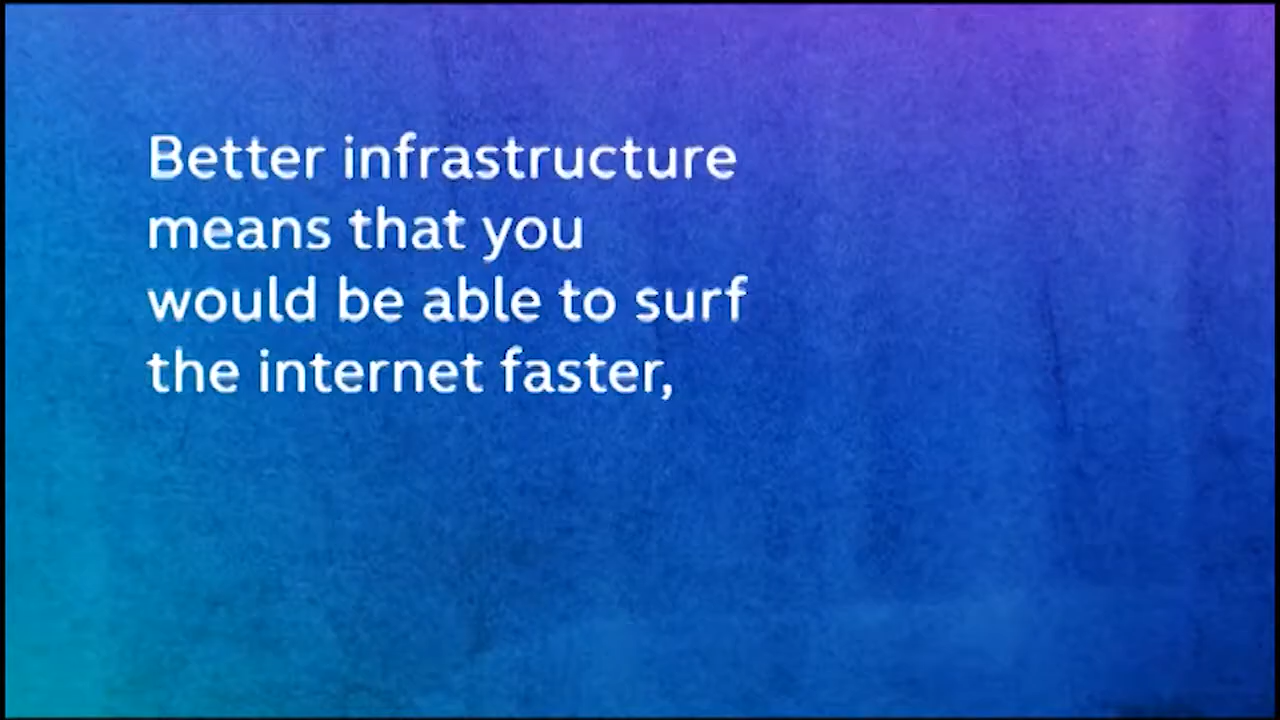 Better infrastructure
means that you
would be able to surf
the internet faster,